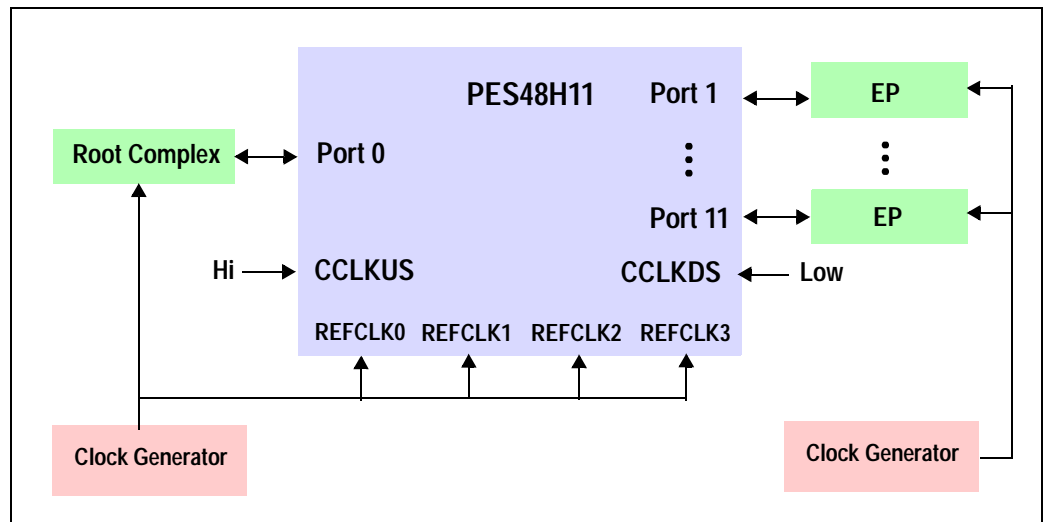 PES48H11
Port 1
EP
Root Complex
Port 0
Port 11
EP
Hi
CCLKUS
CCLKDS
Low
REFCLK0
REFCLK1
REFCLK2
REFCLK3
Clock Generator
Clock Generator